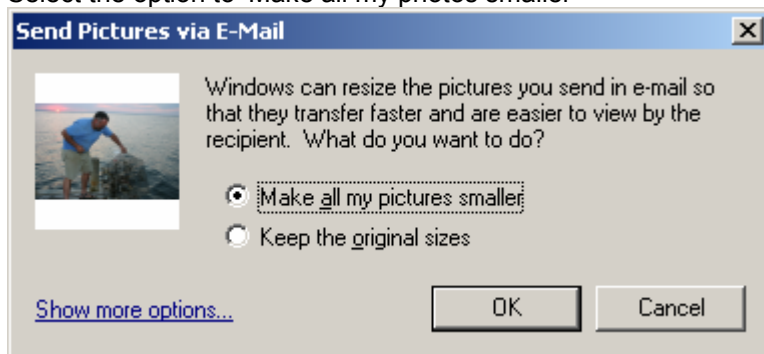 Select the option to "Make all my photos smaller"
Send Pictures via E-Mail
Windows can resize the pictures you send in e-mail so
that they transfer faster and are easier to view by the
recipient. What do you want to do?
Make all my pictures smaller
Keep the original sizes
Show more options...
OK
Cancel